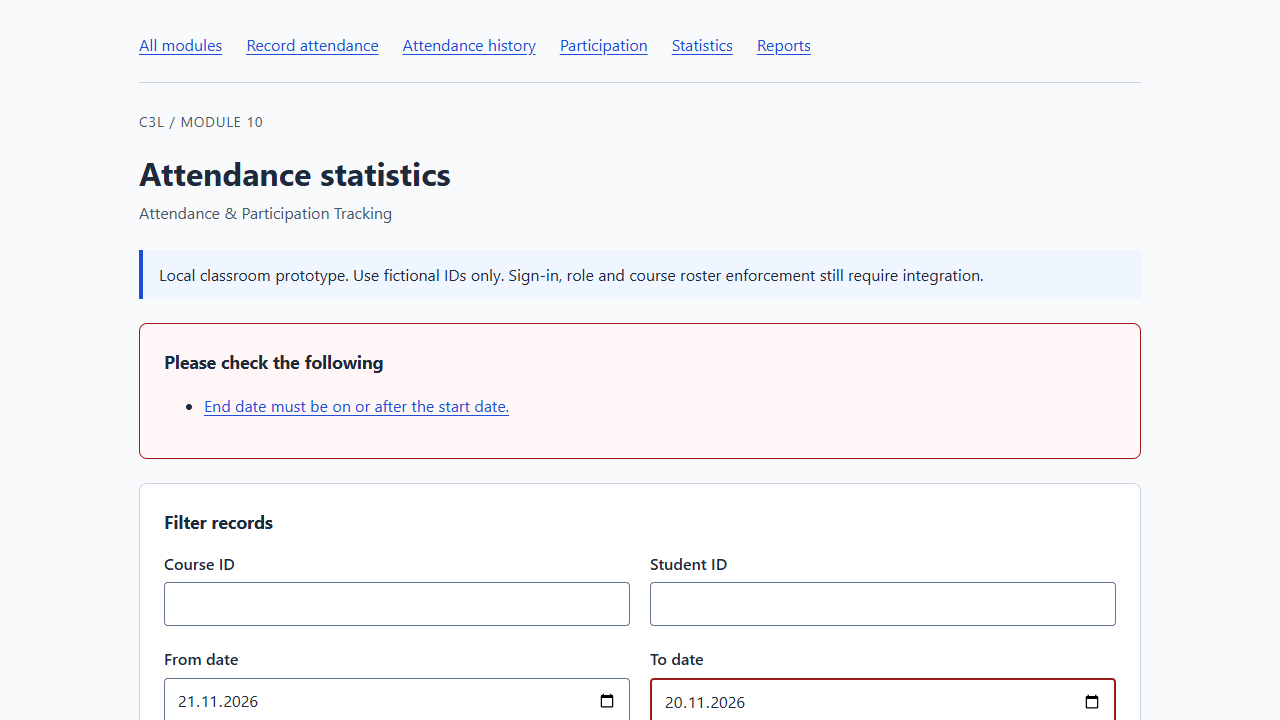 All modules Record attendance Attendance history Participation Statistics Reports
C3L / MODULE 10
Attendance statistics
Attendance & Participation Tracking
Local classroom prototype. Use fictional IDs only. Sign-in, role and course roster enforcement still require integration.
Please check the following
End date must be on or after the start date.
Filter records
Course ID Student ID
From date To date
21.11.2026 20.11.2026